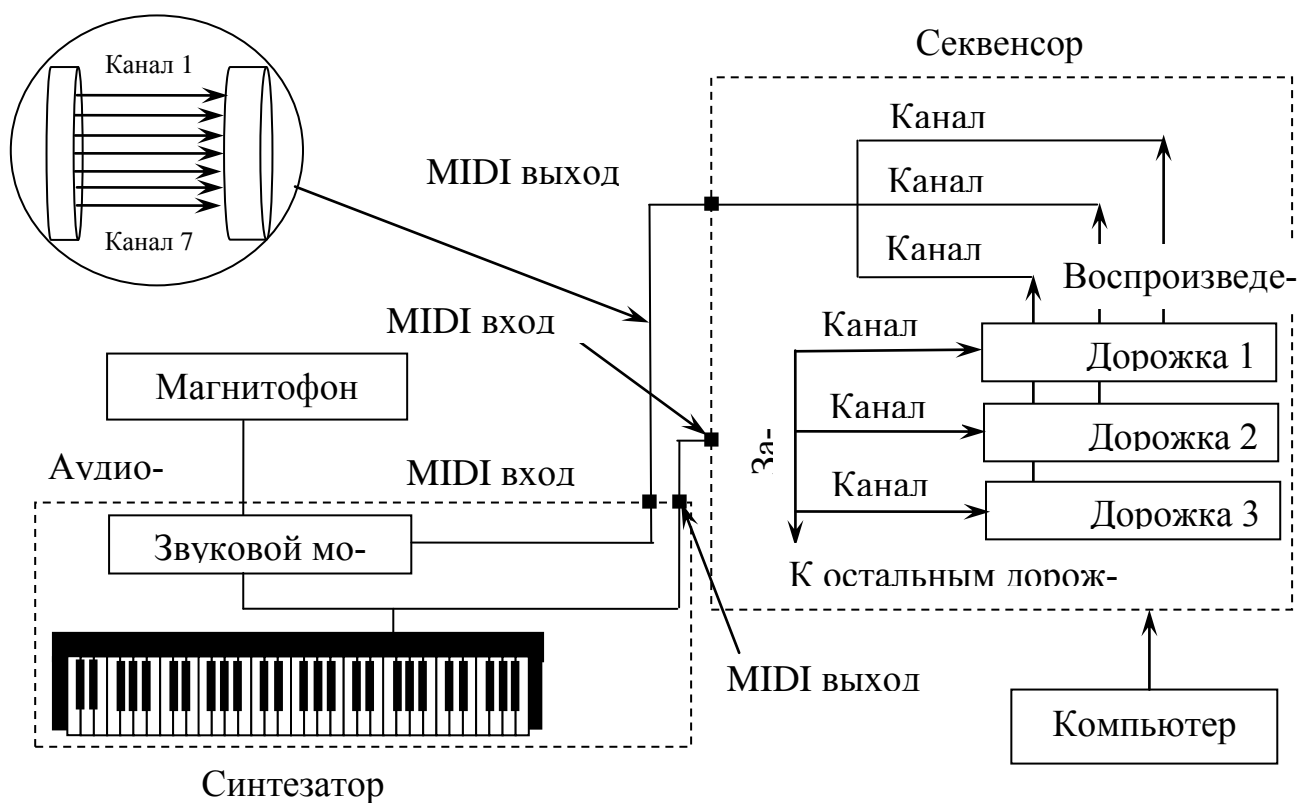 Секвенсор
Канал 1
Канал 7
MIDI выход
Канал
Канал
Канал
Воспроизведе-
MIDI вход
Канал
Дорожка 1
Магнитофон
Канал
Дорожка 2
За-
Аудио-
MIDI вход
Канал
Дорожка 3
Звуковой мо-
К остальным дорож-
MIDI выход
Компьютер
Синтезатор